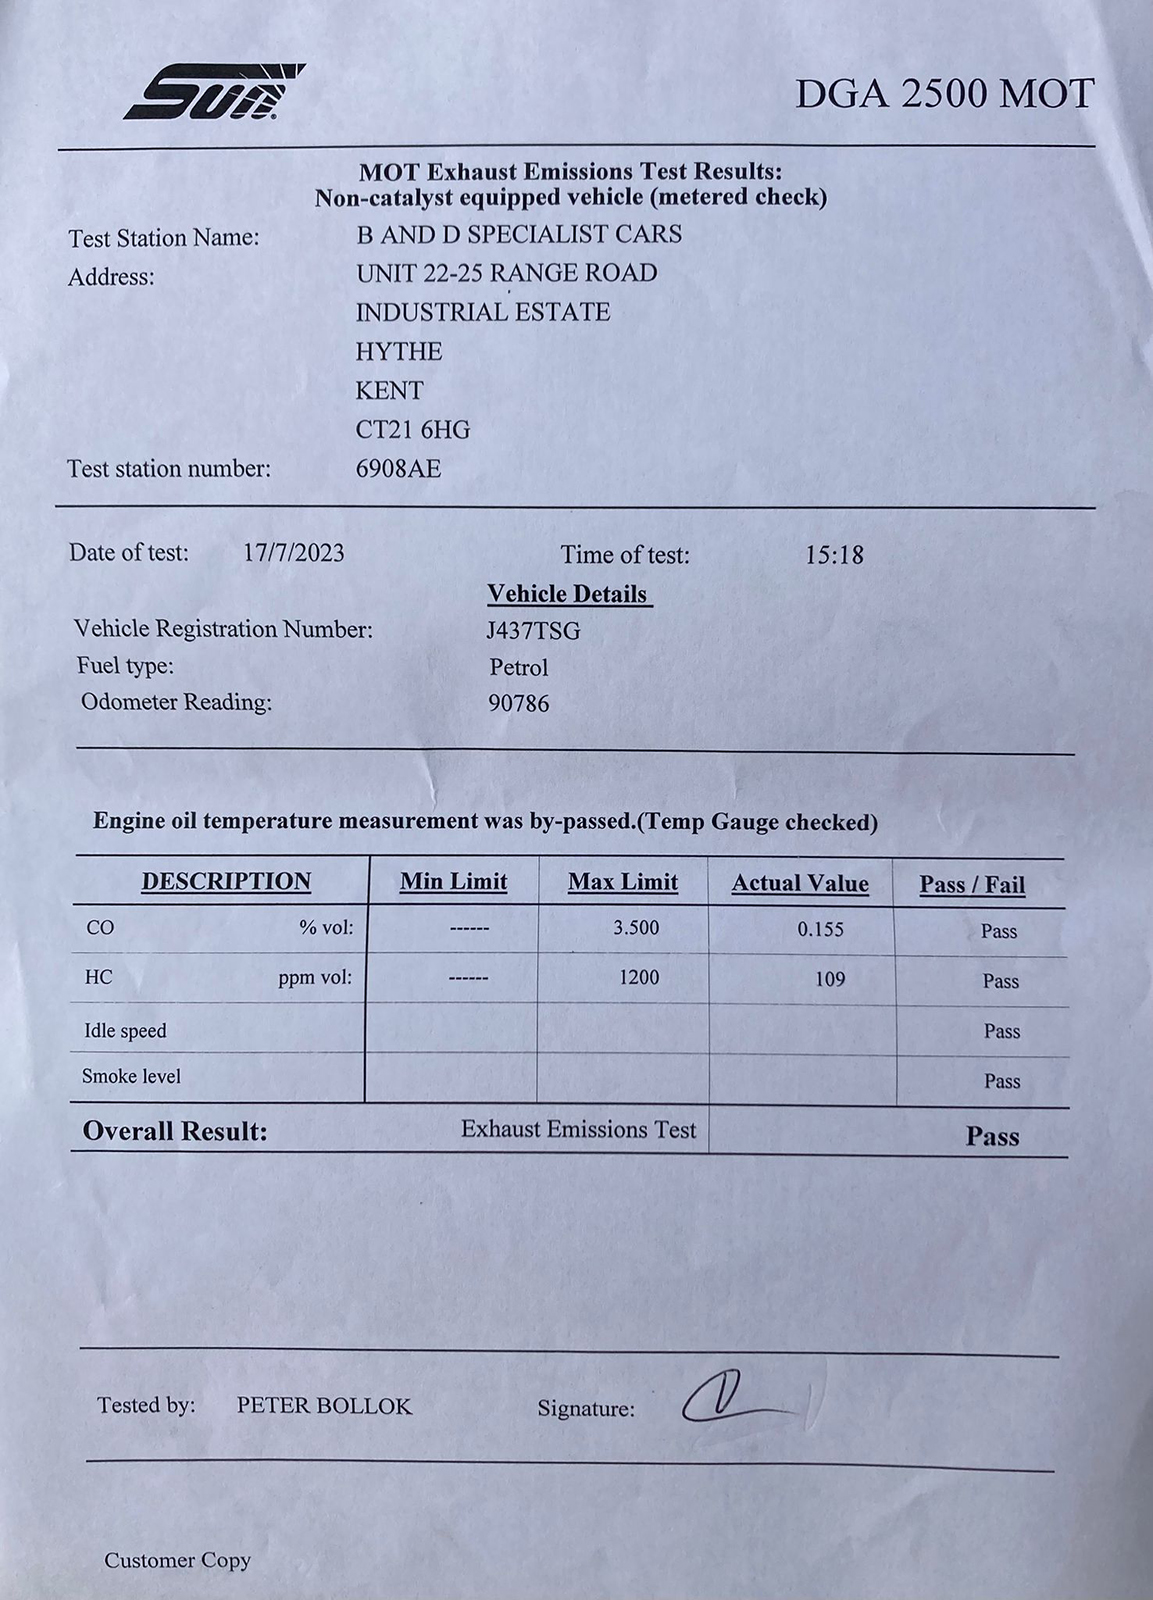 Sun
DGA 2500 MOT
MOT Exhaust Emissions Test Results:
Non-catalyst equipped vehicle (metered check)
Test Station Name: B AND D SPECIALIST CARS
Address: UNIT 22-25 RANGE ROAD
INDUSTRIAL ESTATE
HYTHE
KENT
CT21 6HG
Test station number: 6908AE
Date of test: 17/7/2023 Time of test: 15:18
Vehicle Details
Vehicle Registration Number: J437TSG
Fuel type: Petrol
Odometer Reading: 90786
Engine oil temperature measurement was by-passed.(Temp Gauge checked)
DESCRIPTION Min Limit Max Limit Actual Value Pass / Fail
CO % vol: ------ 3.500 0.155 Pass
HC ppm vol: ------ 1200 109 Pass
Idle speed Pass
Smoke level Pass
Overall Result: Exhaust Emissions Test Pass
Tested by: PETER BOLLOK Signature:
Customer Copy